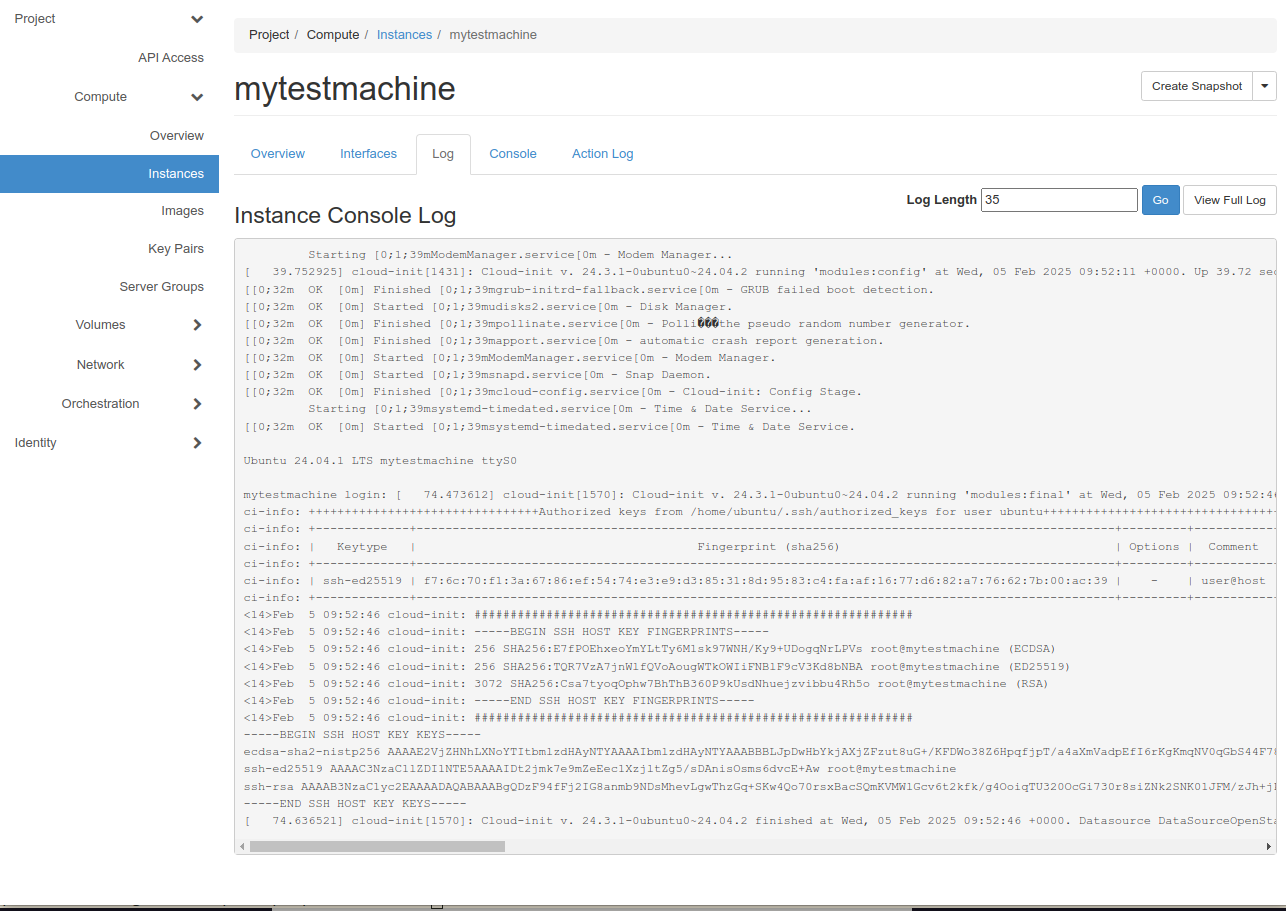 Project
API Access
Compute
Overview
Instances
Images
Key Pairs
Server Groups
Volumes
Network
Orchestration
Identity
Project / Compute / Instances / mytestmachine
mytestmachine
Create Snapshot
Overview Interfaces Log Console Action Log
Instance Console Log
Log Length 35 Go View Full Log
Starting [0;1;39mModemManager.service[0m - Modem Manager...
[   39.752925] cloud-init[1431]: Cloud-init v. 24.3.1-0ubuntu0~24.04.2 running 'modules:config' at Wed, 05 Feb 2025 09:52:11 +0000. Up 39.72 sec
[[0;32m  OK  [0m] Finished [0;1;39mgrub-initrd-fallback.service[0m - GRUB failed boot detection.
[[0;32m  OK  [0m] Started [0;1;39mudisks2.service[0m - Disk Manager.
[[0;32m  OK  [0m] Finished [0;1;39mpollinate.service[0m - Polli���the pseudo random number generator.
[[0;32m  OK  [0m] Finished [0;1;39mapport.service[0m - automatic crash report generation.
[[0;32m  OK  [0m] Started [0;1;39mModemManager.service[0m - Modem Manager.
[[0;32m  OK  [0m] Started [0;1;39msnapd.service[0m - Snap Daemon.
[[0;32m  OK  [0m] Finished [0;1;39mcloud-config.service[0m - Cloud-init: Config Stage.
Starting [0;1;39msystemd-timedated.service[0m - Time & Date Service...
[[0;32m  OK  [0m] Started [0;1;39msystemd-timedated.service[0m - Time & Date Service.
Ubuntu 24.04.1 LTS mytestmachine ttyS0
mytestmachine login: [   74.473612] cloud-init[1570]: Cloud-init v. 24.3.1-0ubuntu0~24.04.2 running 'modules:final' at Wed, 05 Feb 2025 09:52:46
ci-info: ++++++++++++++++++++++++++++++++Authorized keys from /home/ubuntu/.ssh/authorized_keys for user ubuntu++++++++++++++++++++++++++++++++
ci-info: +-------------+-------------------------------------------------------------------------------------------------+---------+-----------
ci-info: |   Keytype   |                                       Fingerprint (sha256)                                      | Options |  Comment
ci-info: +-------------+-------------------------------------------------------------------------------------------------+---------+-----------
ci-info: | ssh-ed25519 | f7:6c:70:f1:3a:67:86:ef:54:74:e3:e9:d3:85:31:8d:95:83:c4:fa:af:16:77:d6:82:a7:76:62:7b:00:ac:39 |    -    | user@host
ci-info: +-------------+-------------------------------------------------------------------------------------------------+---------+-----------
<14>Feb  5 09:52:46 cloud-init: #############################################################
<14>Feb  5 09:52:46 cloud-init: -----BEGIN SSH HOST KEY FINGERPRINTS-----
<14>Feb  5 09:52:46 cloud-init: 256 SHA256:E7fPOEhxeoYmYLtTy6M1sk97WNH/Ky9+UDogqNrLPVs root@mytestmachine (ECDSA)
<14>Feb  5 09:52:46 cloud-init: 256 SHA256:TQR7VzA7jnWlfQVoAougWTkOWIiFNBlF9cV3Kd8bNBA root@mytestmachine (ED25519)
<14>Feb  5 09:52:46 cloud-init: 3072 SHA256:Csa7tyoqOphw7BhThB360P9kUsdNhuejzvibbu4Rh5o root@mytestmachine (RSA)
<14>Feb  5 09:52:46 cloud-init: -----END SSH HOST KEY FINGERPRINTS-----
<14>Feb  5 09:52:46 cloud-init: #############################################################
-----BEGIN SSH HOST KEY KEYS-----
ecdsa-sha2-nistp256
ssh-ed25519 AAAAC3NzaC1lZDI1NTE5AAAAIDt2jmk7e9mZeEec1Xzj1tZg5/sDAnisOsms6dvcE+Aw root@mytestmachine
ssh-rsa
-----END SSH HOST KEY KEYS-----
[   74.636521] cloud-init[1570]: Cloud-init v. 24.3.1-0ubuntu0~24.04.2 finished at Wed, 05 Feb 2025 09:52:46 +0000. Datasource DataSourceOpenSta